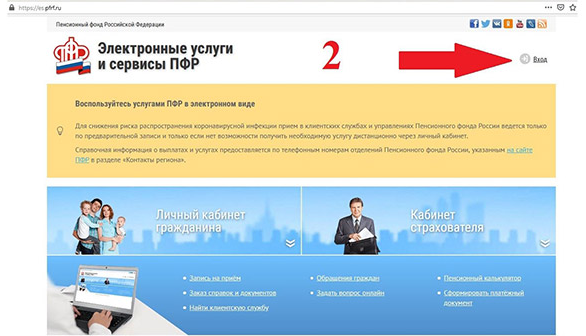 https://es.pfrf.ru
Пенсионный фонд Российской Федерации
Электронные услуги
и сервисы ПФР
2
Вход
Воспользуйтесь услугами ПФР в электронном виде
Для снижения риска распространения коронавирусной инфекции прием в клиентских службах и управлениях Пенсионного фонда России ведется только
по предварительной записи и только если нет возможности получить необходимую услугу дистанционно через личный кабинет.
Справочная информация о выплатах и услугах предоставляется по телефонным номерам отделений Пенсионного фонда России, указанным на сайте
ПФР в разделе «Контакты региона».
Личный кабинет
гражданина
Кабинет
страхователя
Запись на приём
Обращения граждан
Пенсионный калькулятор
Заказ справок и документов
Задать вопрос онлайн
Сформировать платёжный
документ
Найти клиентскую службу